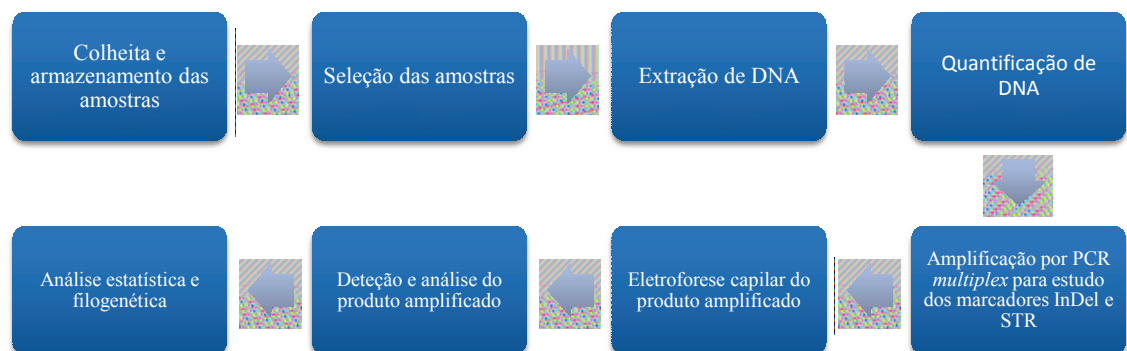 Colheita e
armazenamento das
amostras
Seleção das amostras
Extração de DNA
Quantificação de
DNA
Amplificação por PCR
multiplex para estudo
dos marcadores InDel e
STR
Eletroforese capilar do
produto amplificado
Deteção e análise do
produto amplificado
Análise estatística e
filogenética